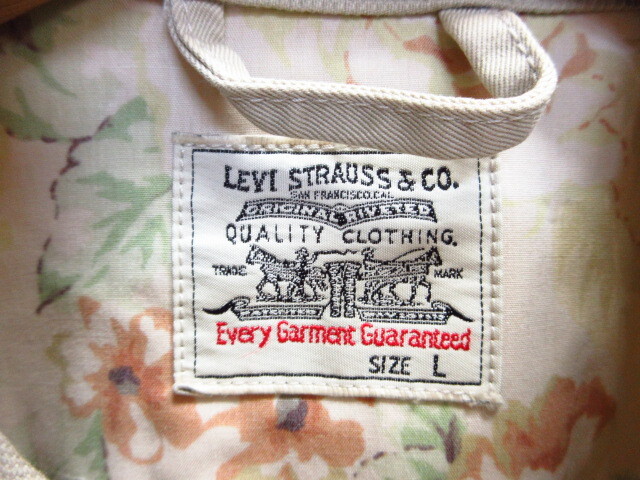 LEVI STRAUSS & CO.
SAN FRANCISCO, CAL.
ORIGINAL RIVETED
QUALITY CLOTHING.
TRADE MARK
Every Garment Guaranteed
SIZE L